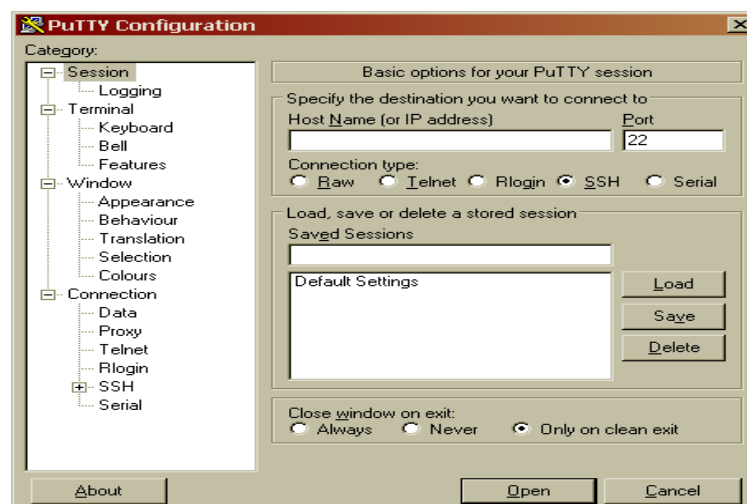 PuTTY Configuration
Category:
Session
Logging
Terminal
Keyboard
Bell
Features
Window
Appearance
Behaviour
Translation
Selection
Colours
Connection
Data
Proxy
Telnet
Rlogin
SSH
Serial
Basic options for your PuTTY session
Specify the destination you want to connect to
Host Name (or IP address) Port
22
Connection type:
Raw Telnet Rlogin SSH Serial
Load, save or delete a stored session
Saved Sessions
Default Settings
Load
Save
Delete
Close window on exit:
Always Never Only on clean exit
About Open Cancel